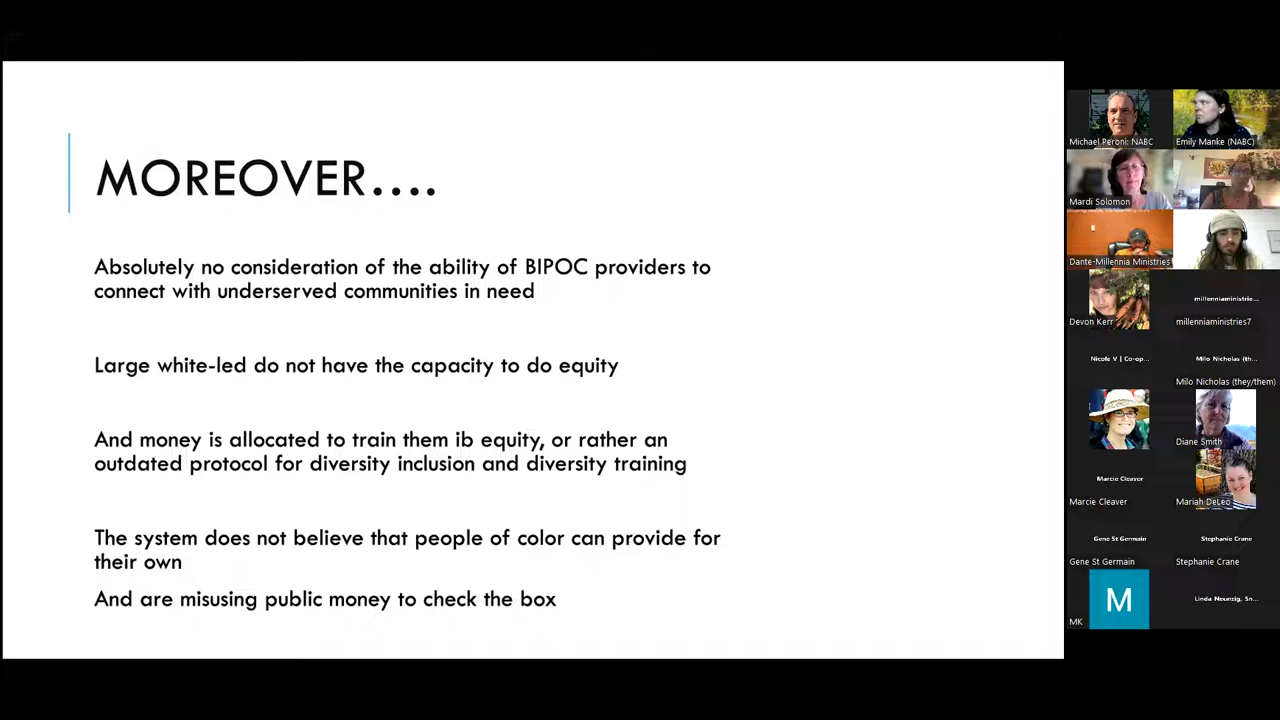 MOREOVER....
Absolutely no consideration of the ability of BIPOC providers to
connect with underserved communities in need
Large white-led do not have the capacity to do equity
And money is allocated to train them ib equity, or rather an
outdated protocol for diversity inclusion and diversity training
The system does not believe that people of color can provide for
their own
And are misusing public money to check the box
Michael Peroni: NABC
Emily Manke (NABC)
Mardi Solomon
Dante-Millennia Ministries
Devon Kerr
millenniaministrie...
millenniaministries7
Nicole V | Co-op...
Milo Nicholas (th...
Milo Nicholas (they/them)
Diane Smith
Marcie Cleaver
Marcie Cleaver
Mariah DeLeo
Gene St Germain
Gene St Germain
Stephanie Crane
Stephanie Crane
M
MK
Linda Neunzig, Sn...